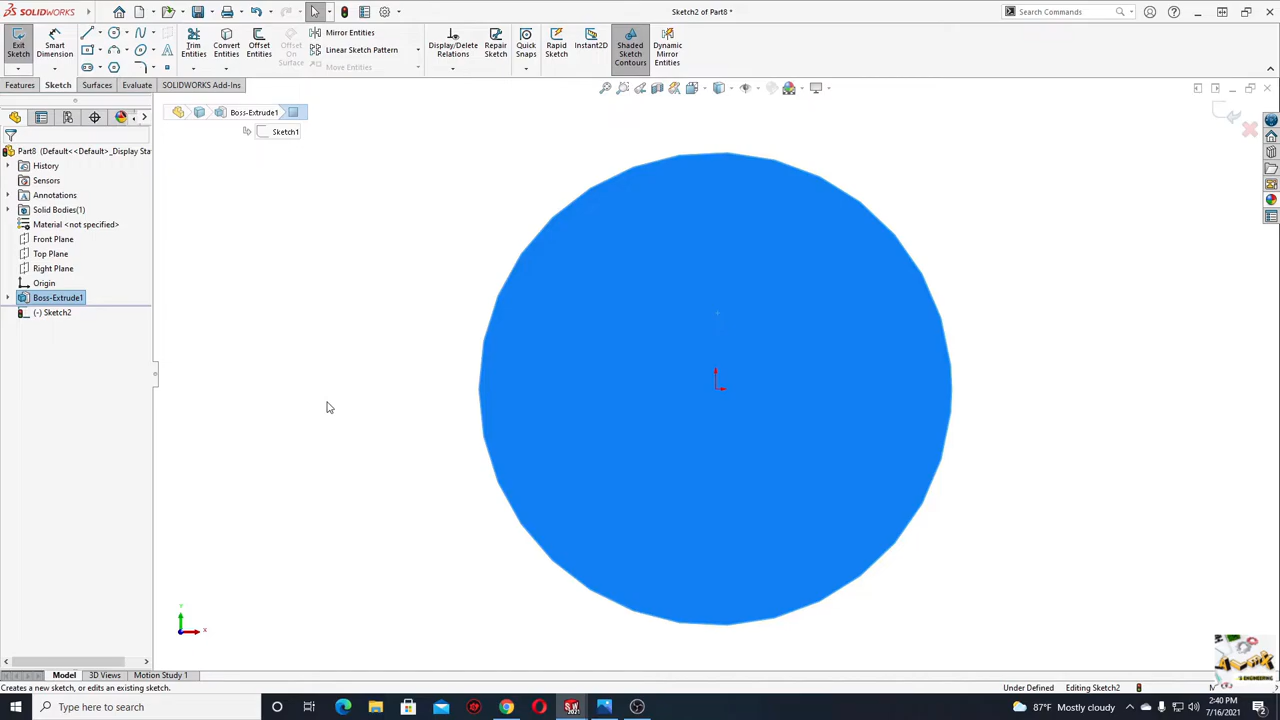 SOLIDWORKS
Sketch2 of Part8 *
Search Commands
Exit Sketch
Smart Dimension
Trim Entities
Convert Entities
Offset Entities
Offset On Surface
Mirror Entities
Linear Sketch Pattern
Move Entities
Display/Delete Relations
Repair Sketch
Quick Snaps
Rapid Sketch
Instant2D
Shaded Sketch Contours
Dynamic Mirror Entities
Features
Sketch
Surfaces
Evaluate
SOLIDWORKS Add-Ins
Boss-Extrude1
Sketch1
Part8 (Default<<Default>_Display Sta
History
Sensors
Annotations
Solid Bodies(1)
Material <not specified>
Front Plane
Top Plane
Right Plane
Origin
Boss-Extrude1
(-) Sketch2
Y
X
Model
3D Views
Motion Study 1
Creates a new sketch, or edits an existing sketch.
Under Defined
Editing Sketch2
Type here to search
87°F Mostly cloudy
2:40 PM
7/16/2021